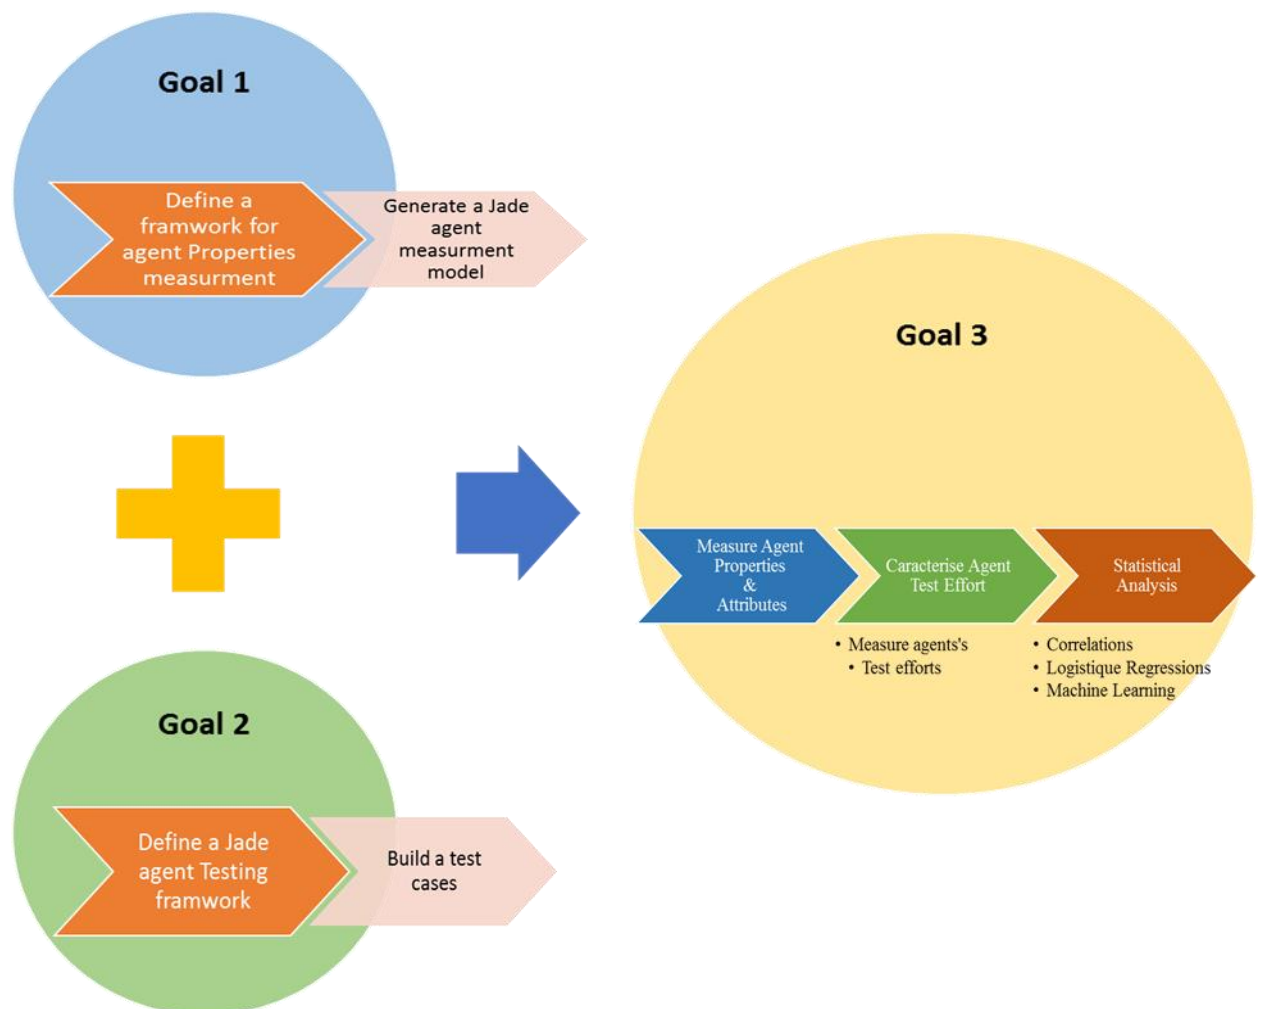 Goal 1
Define a
framwork for
agent Properties
measurment
Generate a Jade
agent
measurment
model
Goal 2
Define a Jade
agent Testing
framwork
Build a test
cases
Goal 3
Measure Agent
Properties
&
Attributes
Caracterise Agent
Test Effort
• Measure agents's
• Test efforts
Statistical
Analysis
• Correlations
• Logistique Regressions
• Machine Learning